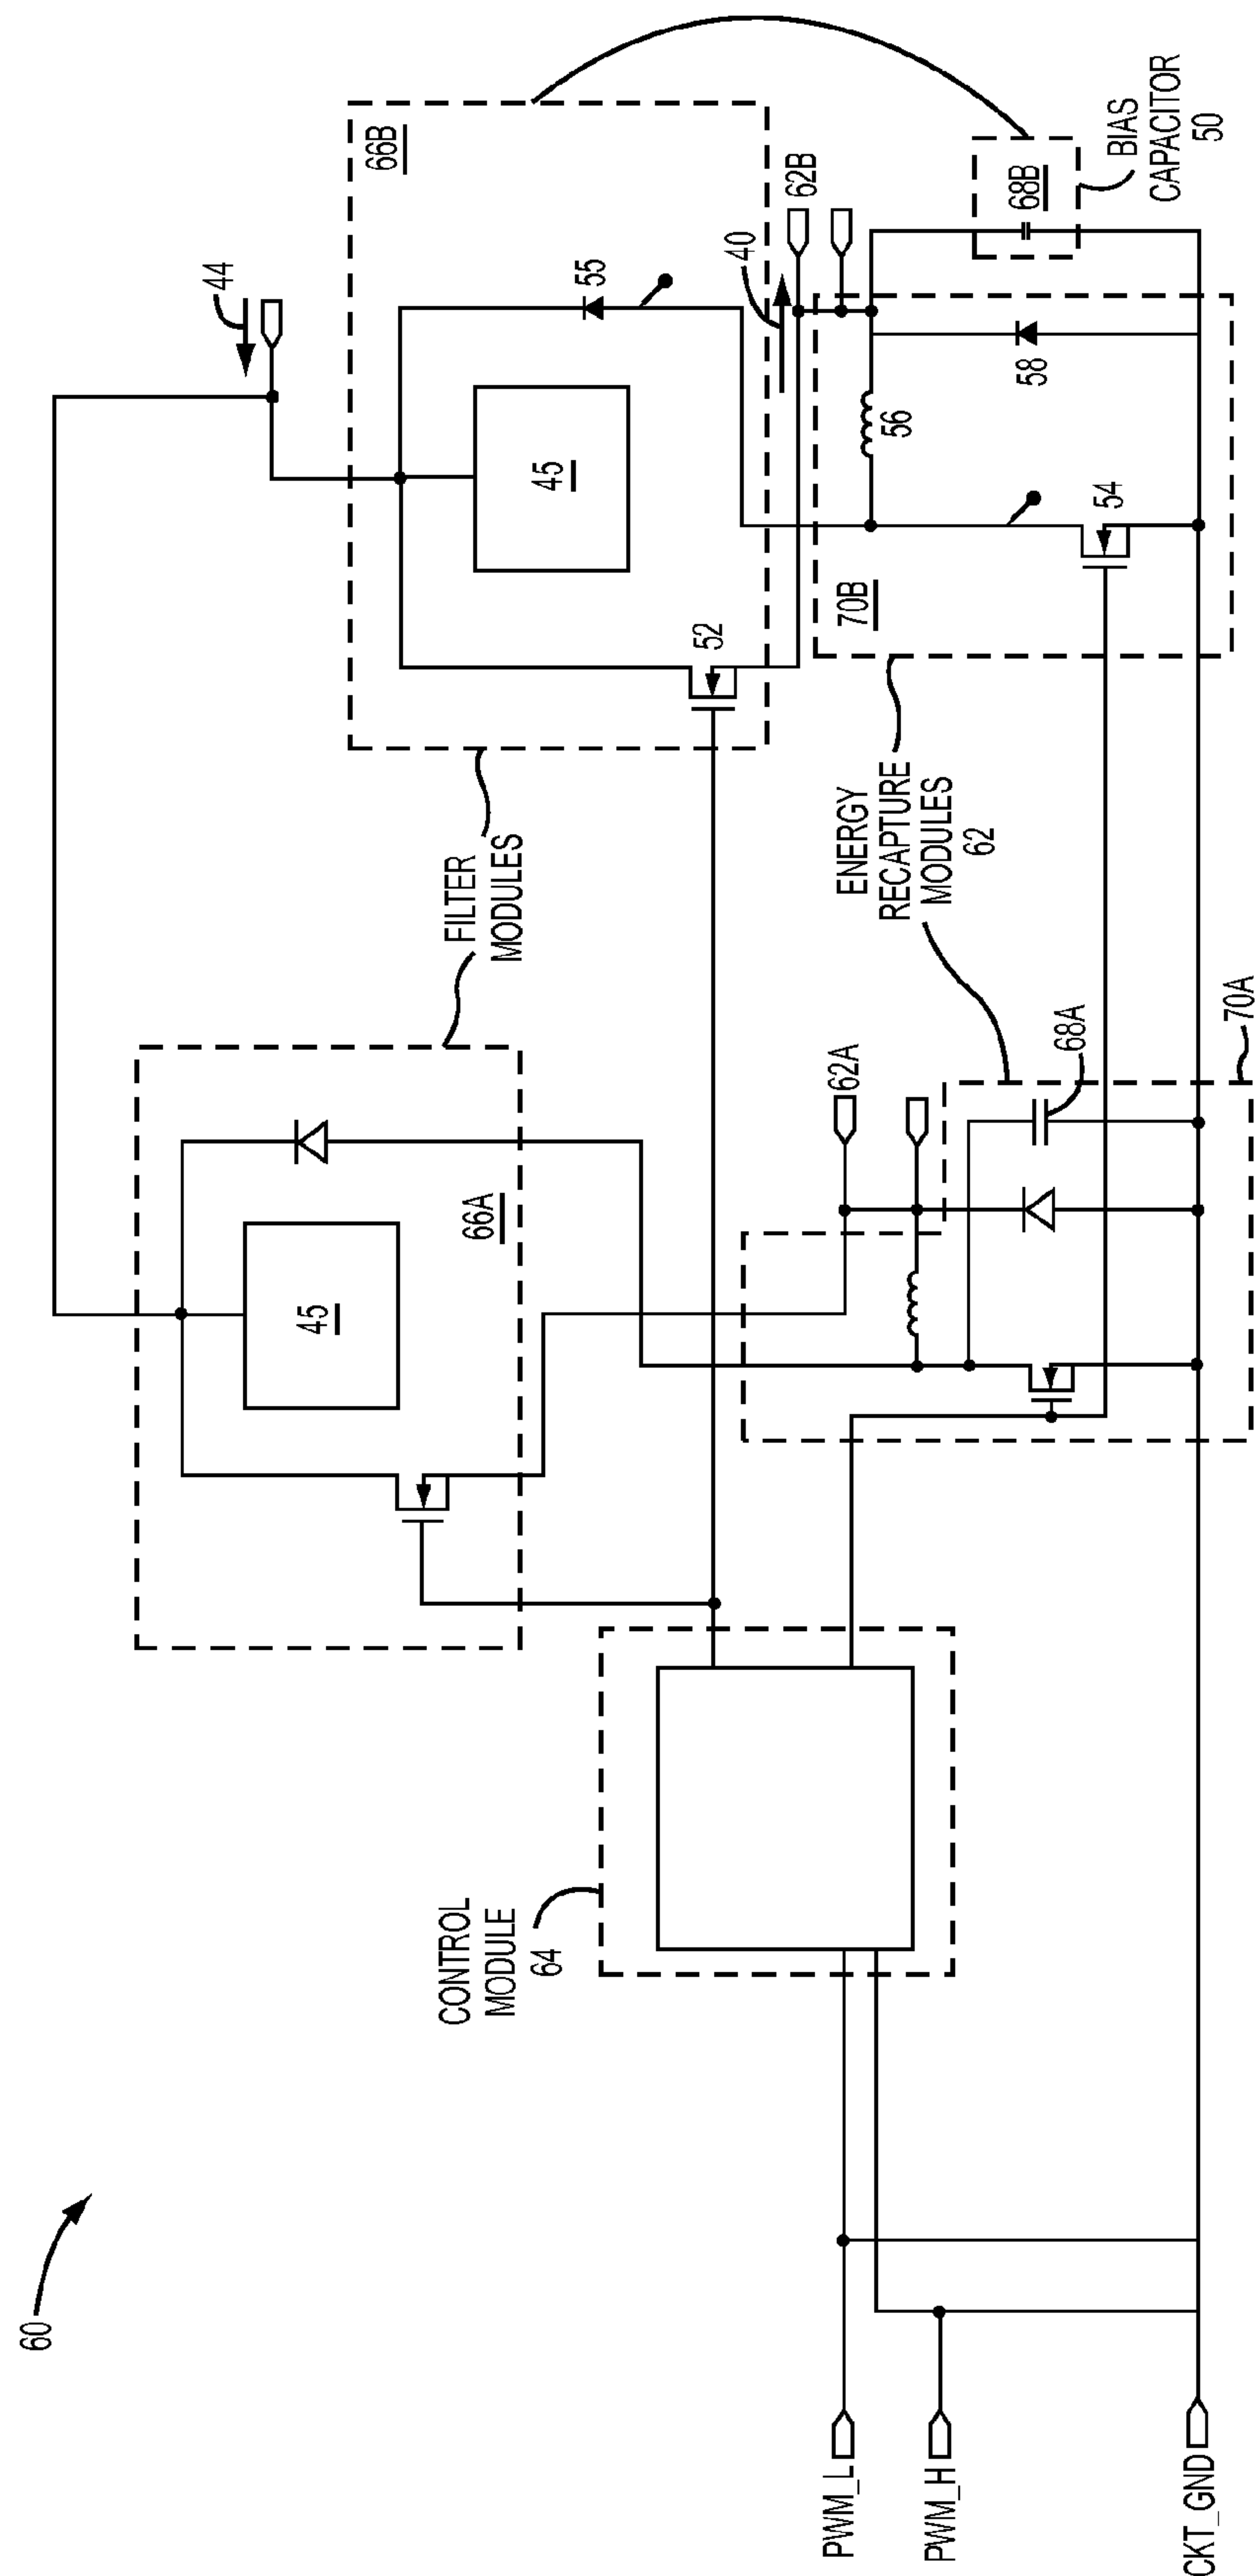 60
44
66B
55
45
52
40
62B
68B
BIAS
CAPACITOR
50
56
58
54
70B
FILTER
MODULES
ENERGY
RECAPTURE
MODULES
62
66A
45
62A
68A
70A
CONTROL
MODULE
64
PWM_L
PWM_H
CKT_GND